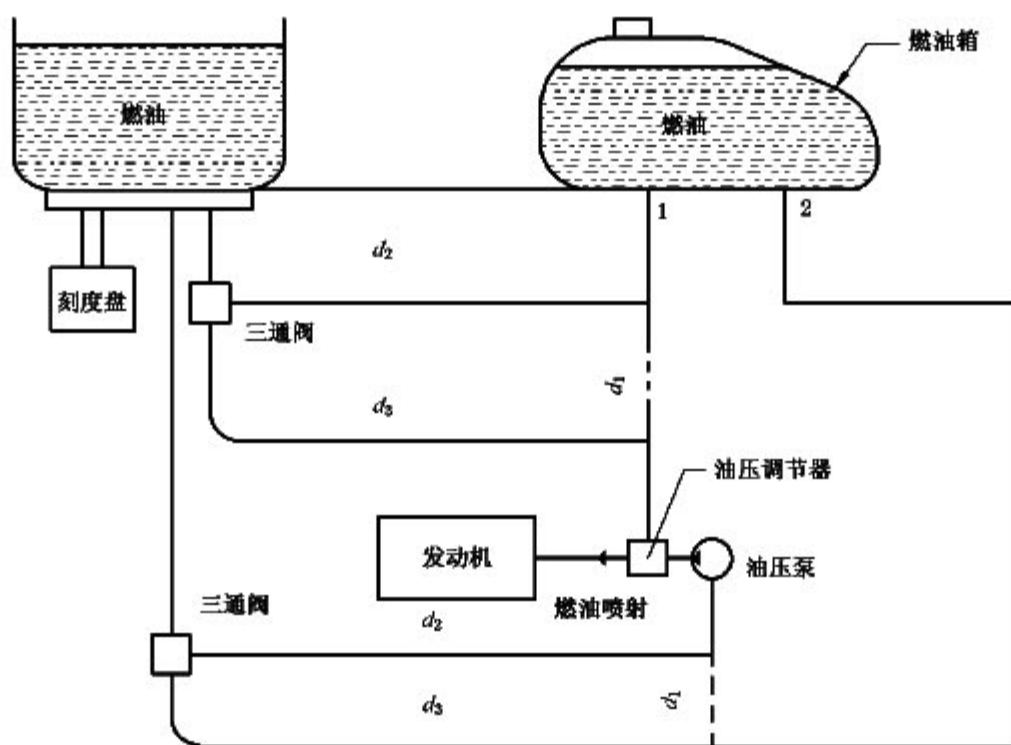 燃油箱
燃油
燃油
1
2
d₂
刻度盘
三通阀
d₁
d₃
油压调节器
发动机
油压泵
燃油喷射
三通阀
d₂
d₁
d₃